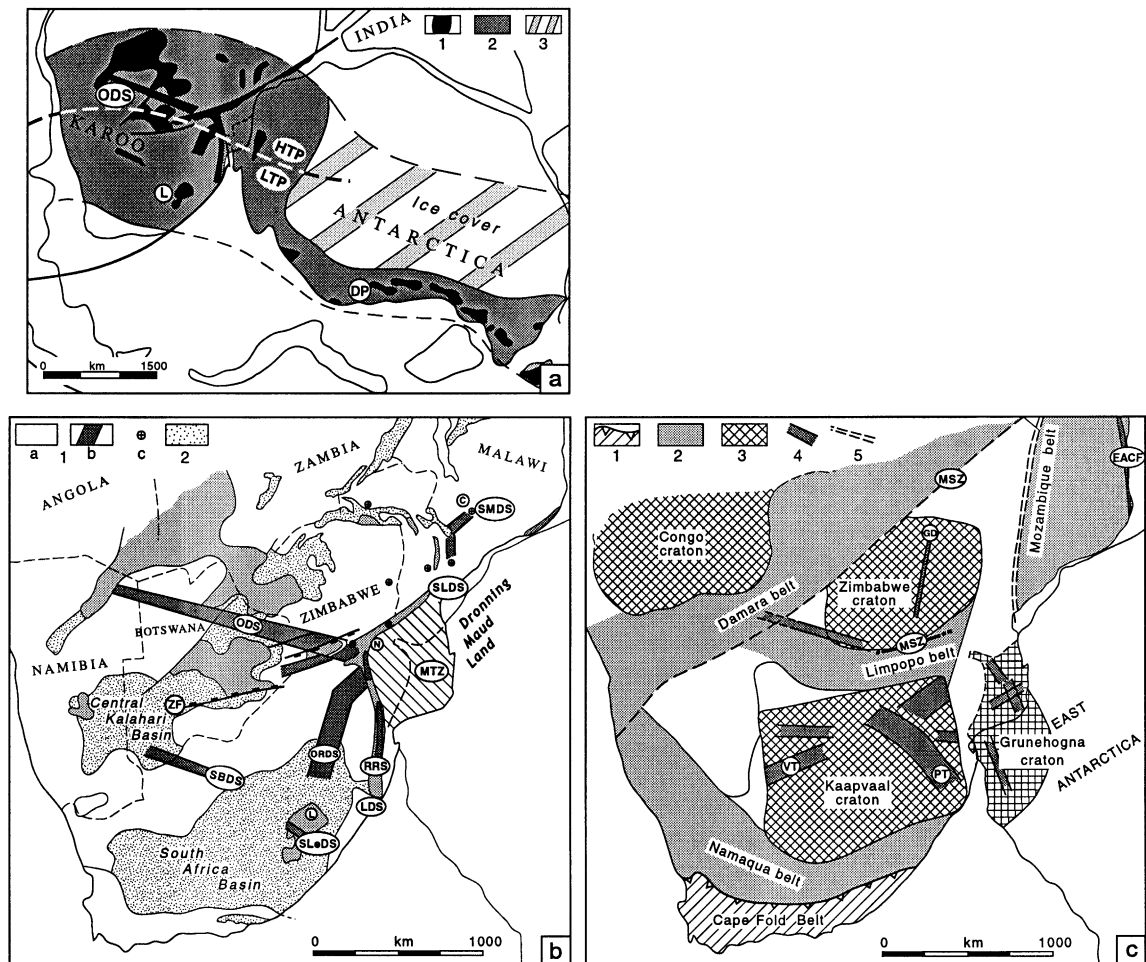 1 2 3
INDIA
ODS
KAROO
HTP
LTP
L
Ice cover
ANTARCTICA
DP
0 km 1500
a
a 1 b c 2
ZAMBIA
MALAWI
ANGOLA
C
SMDS
SLDS
ZIMBABWE
ODS
BOTSWANA
Dronning
Maud
Land
N
NAMIBIA
MTZ
ZF
Central
Kalahari
Basin
ORDS
RRS
SBDS
LDS
L
SLeDS
South
Africa
Basin
0 km 1000
b
1 2 3 4 5
EACF
MSZ
Mozambique belt
Congo
craton
GD
Zimbabwe
craton
Damara belt
MSZ
Limpopo belt
EAST
ANTARCTICA
Grunehogna
craton
VT
PT
Kaapvaal
craton
Namaqua belt
Cape Fold Belt
0 km 1000
c